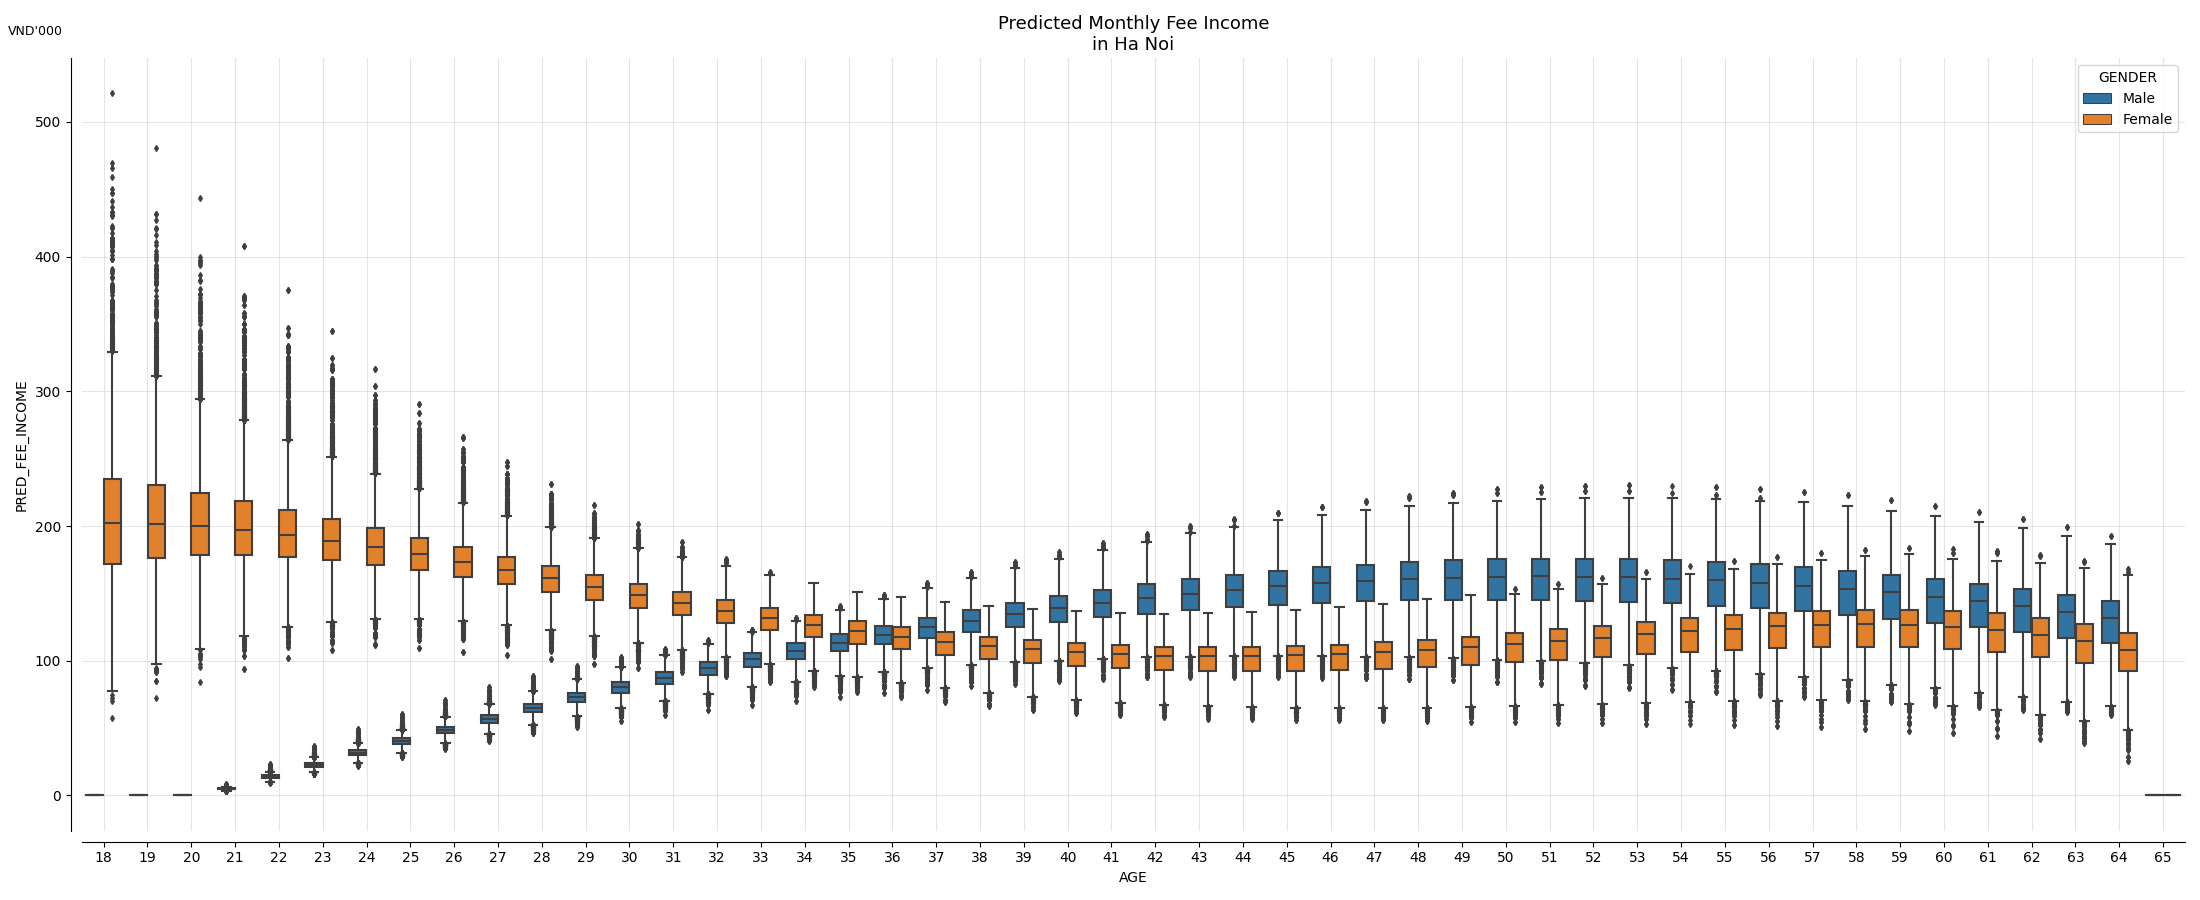 Predicted Monthly Fee Income
in Ha Noi
VND'000
GENDER
Male
Female
PRED_FEE_INCOME
500
400
300
200
100
0
18 19 20 21 22 23 24 25 26 27 28 29 30 31 32 33 34 35 36 37 38 39 40 41 42 43 44 45 46 47 48 49 50 51 52 53 54 55 56 57 58 59 60 61 62 63 64 65
AGE